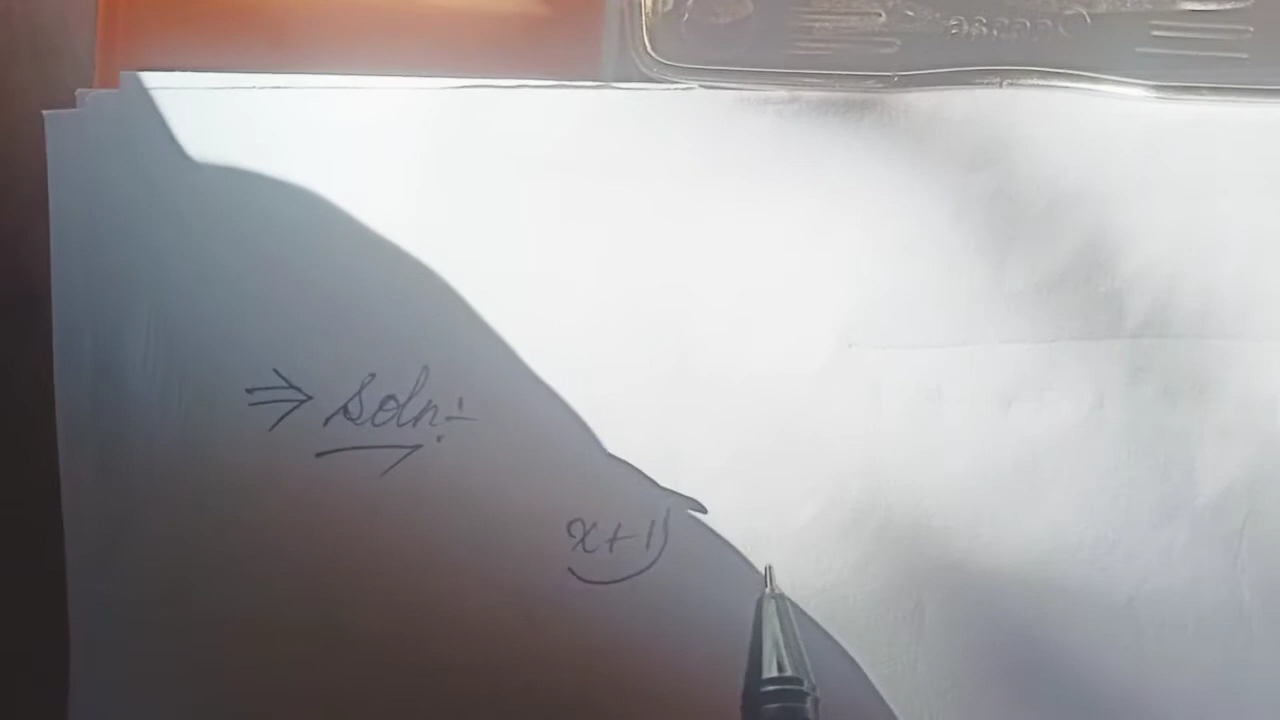 ⇒ Soln:-
x+1)